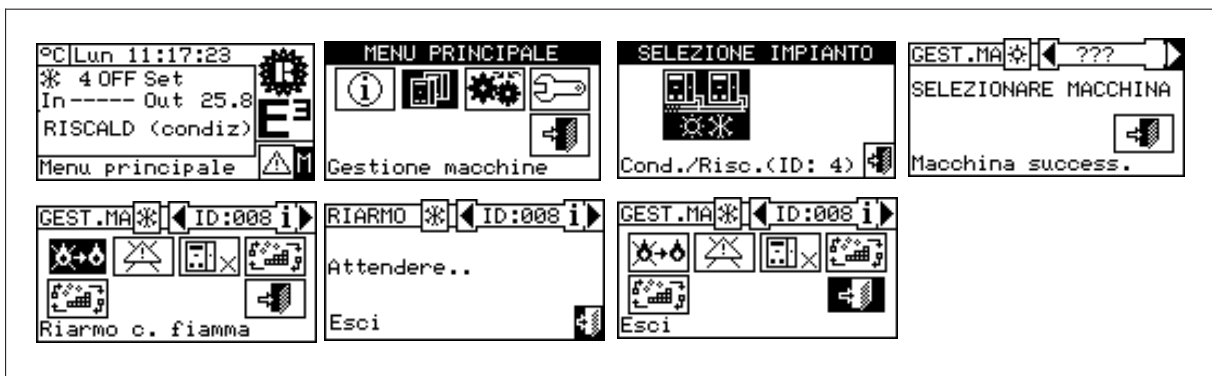 ºC Lun 11:17:23
4 OFF Set
In ----- Out 25.8
RISCALD (condiz)
E³
Menu principale
M
MENU PRINCIPALE
Gestione macchine
SELEZIONE IMPIANTO
Cond./Risc.(ID: 4)
GEST.MA ???
SELEZIONARE MACCHINA
Macchina success.
GEST.MA ID:008 i
Riarmo c. fiamma
RIARMO ID:008 i
Attendere..
Esci
GEST.MA ID:008 i
Esci